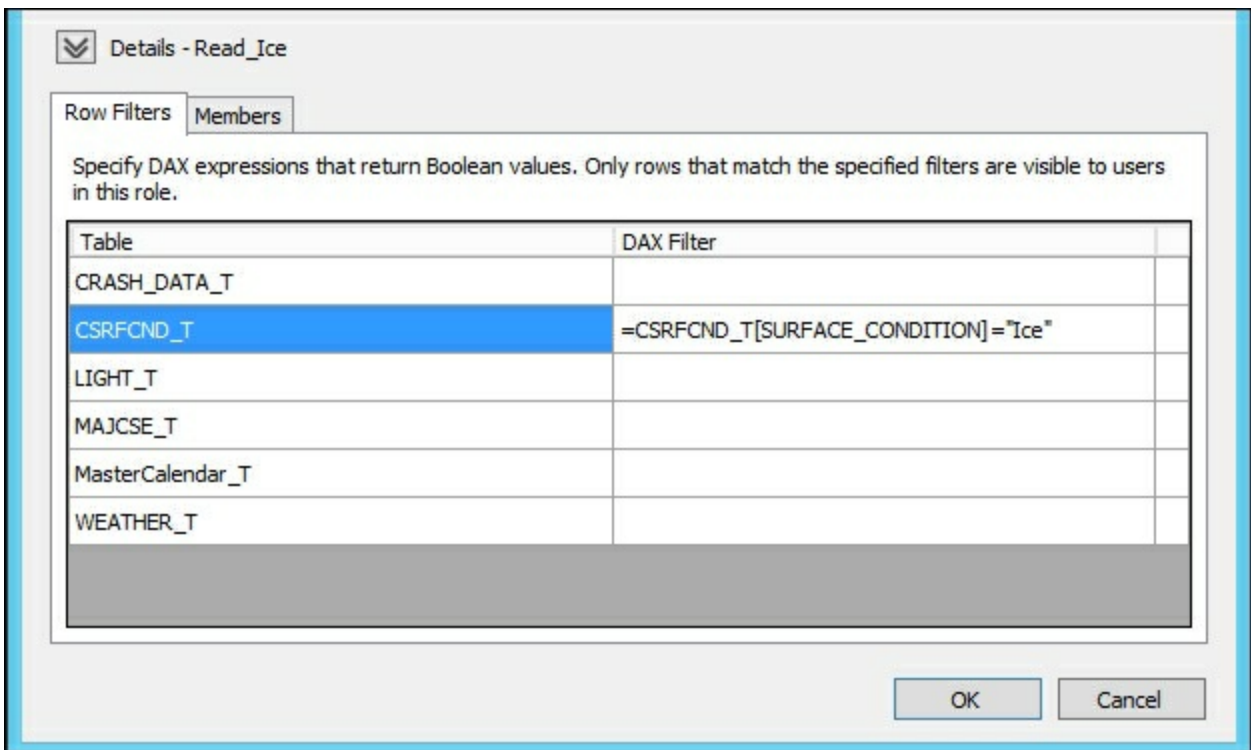 Details - Read_Ice
Row Filters Members
Specify DAX expressions that return Boolean values. Only rows that match the specified filters are visible to users
in this role.
Table DAX Filter
CRASH_DATA_T
CSRFCND_T =CSRFCND_T[SURFACE_CONDITION]="Ice"
LIGHT_T
MAJCSE_T
MasterCalendar_T
WEATHER_T
OK Cancel